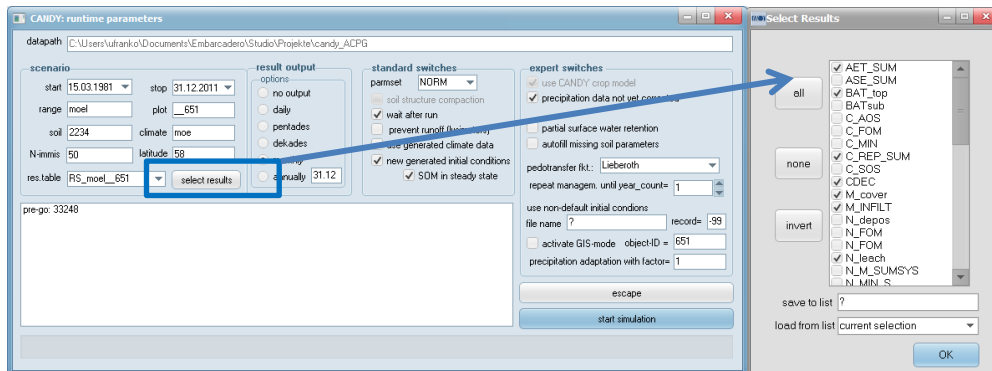 CANDY: runtime parameters
datapath C:\Users\ufranko\Documents\Embarcadero\Studio\Projekte\candy_ACPG
scenario
start 15.03.1981 stop 31.12.2011
range moel plot __651
soil 2234 climate moe
N-immis 50 latitude 58
res.table RS_moel__651 select results
result output
options
no output
daily
pentades
dekades
annually 31.12
standard switches
parmset NORM
soil structure compaction
wait after run
prevent runoff
use generated climate data
new generated initial conditions
SOM in steady state
expert switches
use CANDY crop model
precipitation data not yet corrected
partial surface water retention
autofill missing soil parameters
pedotransfer fkt.: Lieberoth
repeat managem. until year_count= 1
use non-default initial condions
file name ? record= -99
activate GIS-mode object-ID = 651
precipitation adaptation with factor= 1
escape
start simulation
pre-go: 33248
Select Results
all
none
invert
AET_SUM
ASE_SUM
BAT_top
BATsub
C_AOS
C_FOM
C_MIN
C_REP_SUM
C_SOS
CDEC
M_cover
M_INFILT
N_depos
N_FOM
N_FOM
N_leach
N_M_SUMSYS
N_MIN_S
save to list ?
load from list current selection
OK